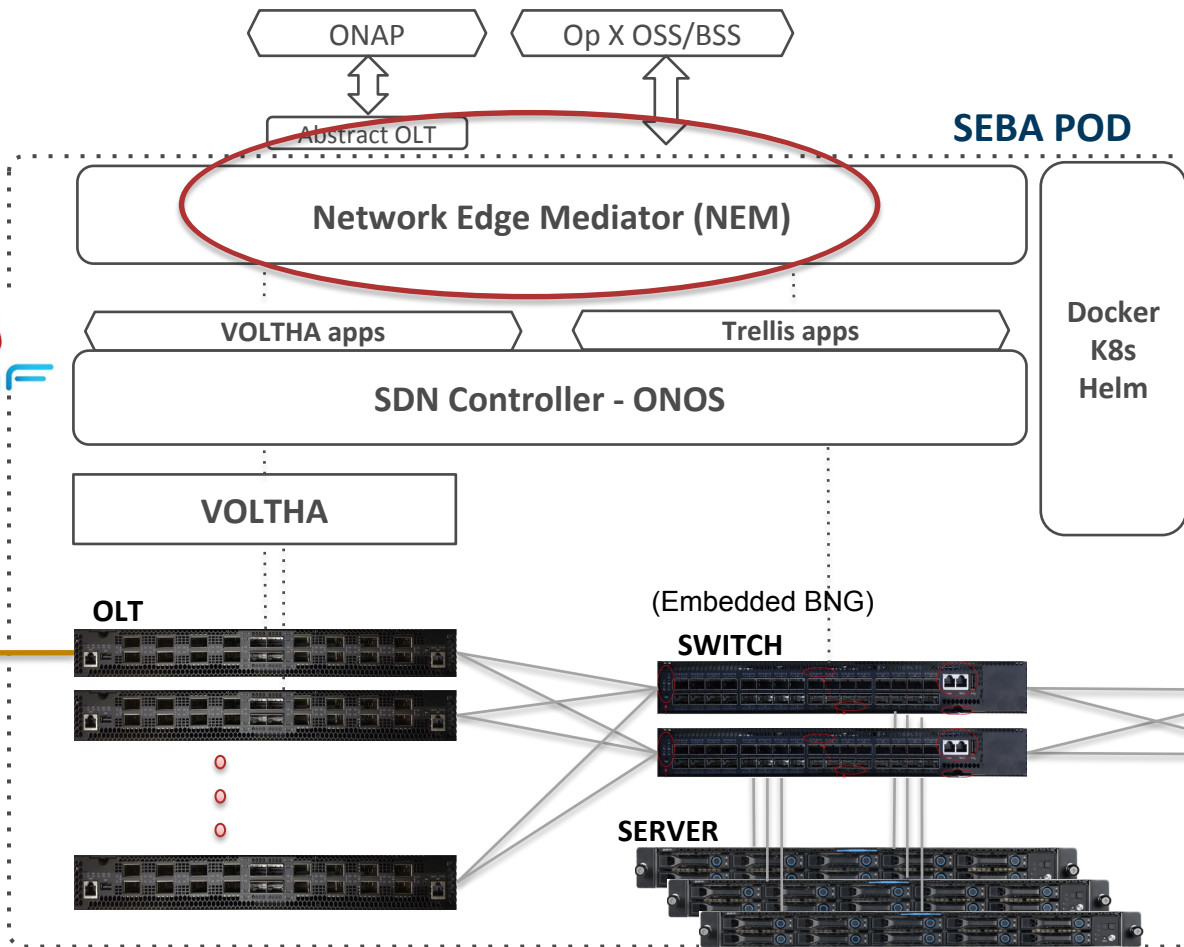 ONAP
Op X OSS/BSS
Abstract OLT
SEBA POD
Network Edge Mediator (NEM)
VOLTHA apps
Trellis apps
SDN Controller - ONOS
Docker
K8s
Helm
VOLTHA
OLT
(Embedded BNG)
SWITCH
SERVER